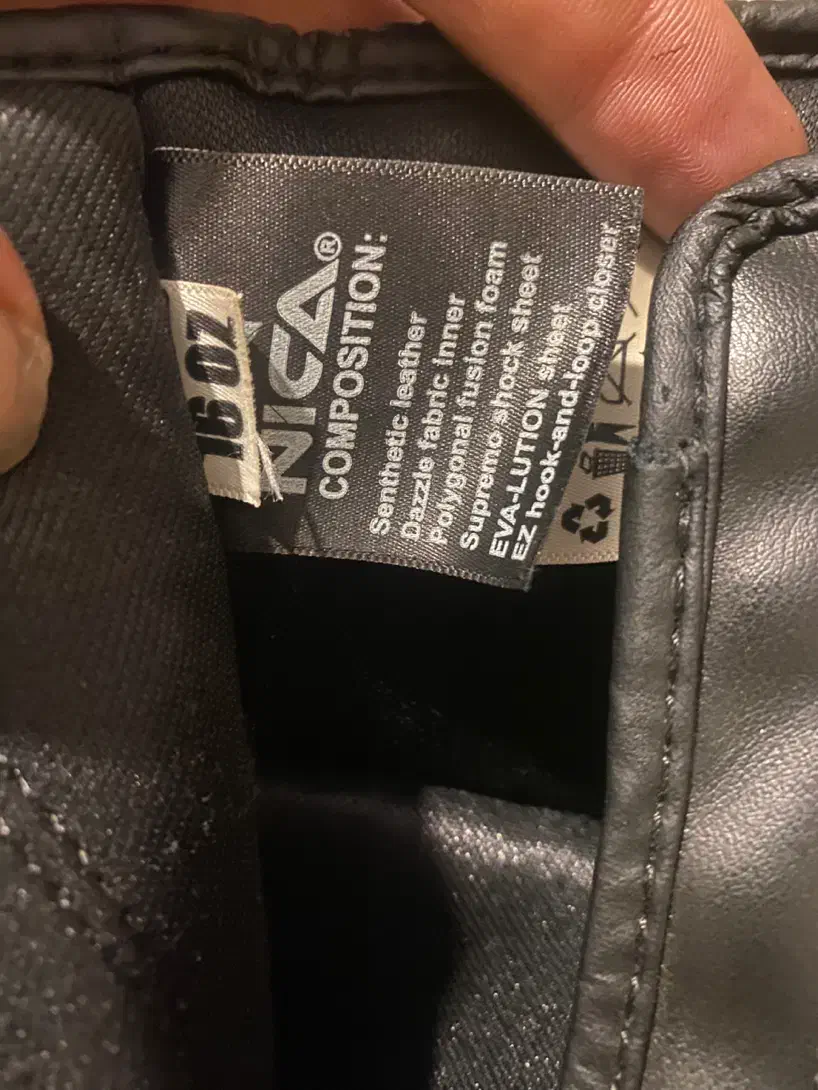 16 OZ
NICA®
COMPOSITION:
Senthetic leather
Dazzle fabric inner
Polygonal fusion foam
Supremo shock sheet
EVA-LUTION sheet
EZ hook-and-loop closer